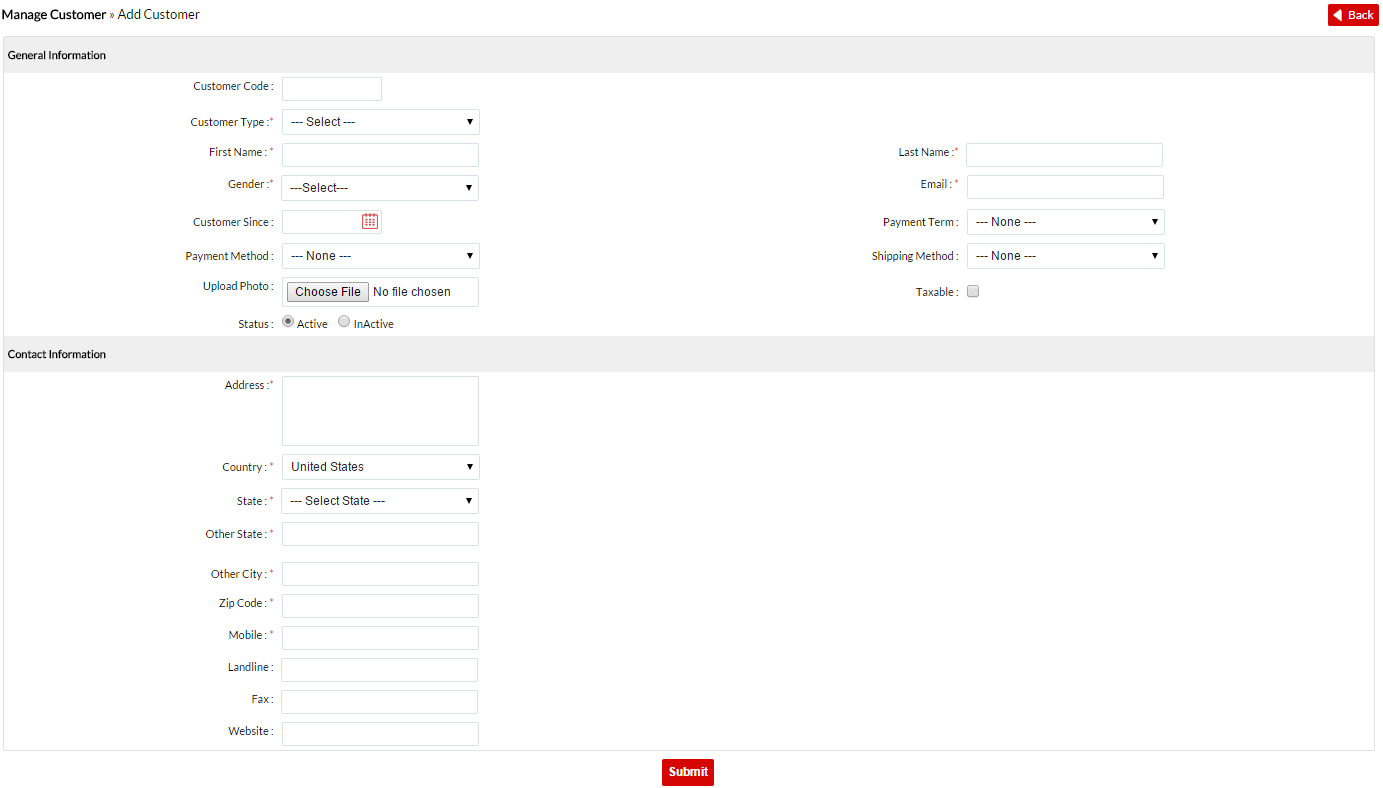 Manage Customer » Add Customer
Back
General Information
Customer Code :
Customer Type :* --- Select ---
First Name : * Last Name :*
Gender :* ---Select--- Email : *
Customer Since : Payment Term : --- None ---
Payment Method : --- None --- Shipping Method : --- None ---
Upload Photo : Choose File No file chosen Taxable :
Status : Active InActive
Contact Information
Address :*
Country : * United States
State : * --- Select State ---
Other State : *
Other City : *
Zip Code : *
Mobile : *
Landline :
Fax :
Website :
Submit